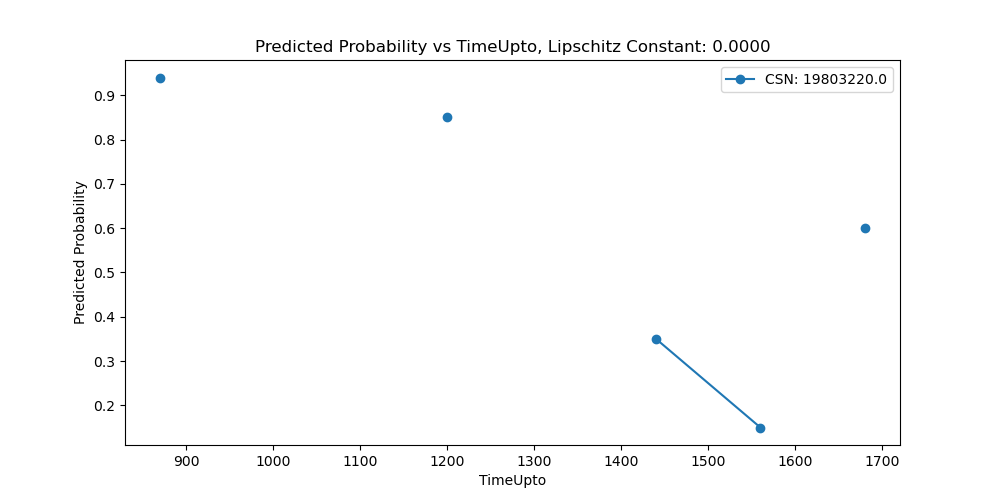 Predicted Probability vs TimeUpto, Lipschitz Constant: 0.0000
CSN: 19803220.0
Predicted Probability
0.9
0.8
0.7
0.6
0.5
0.4
0.3
0.2
900 1000 1100 1200 1300 1400 1500 1600 1700
TimeUpto